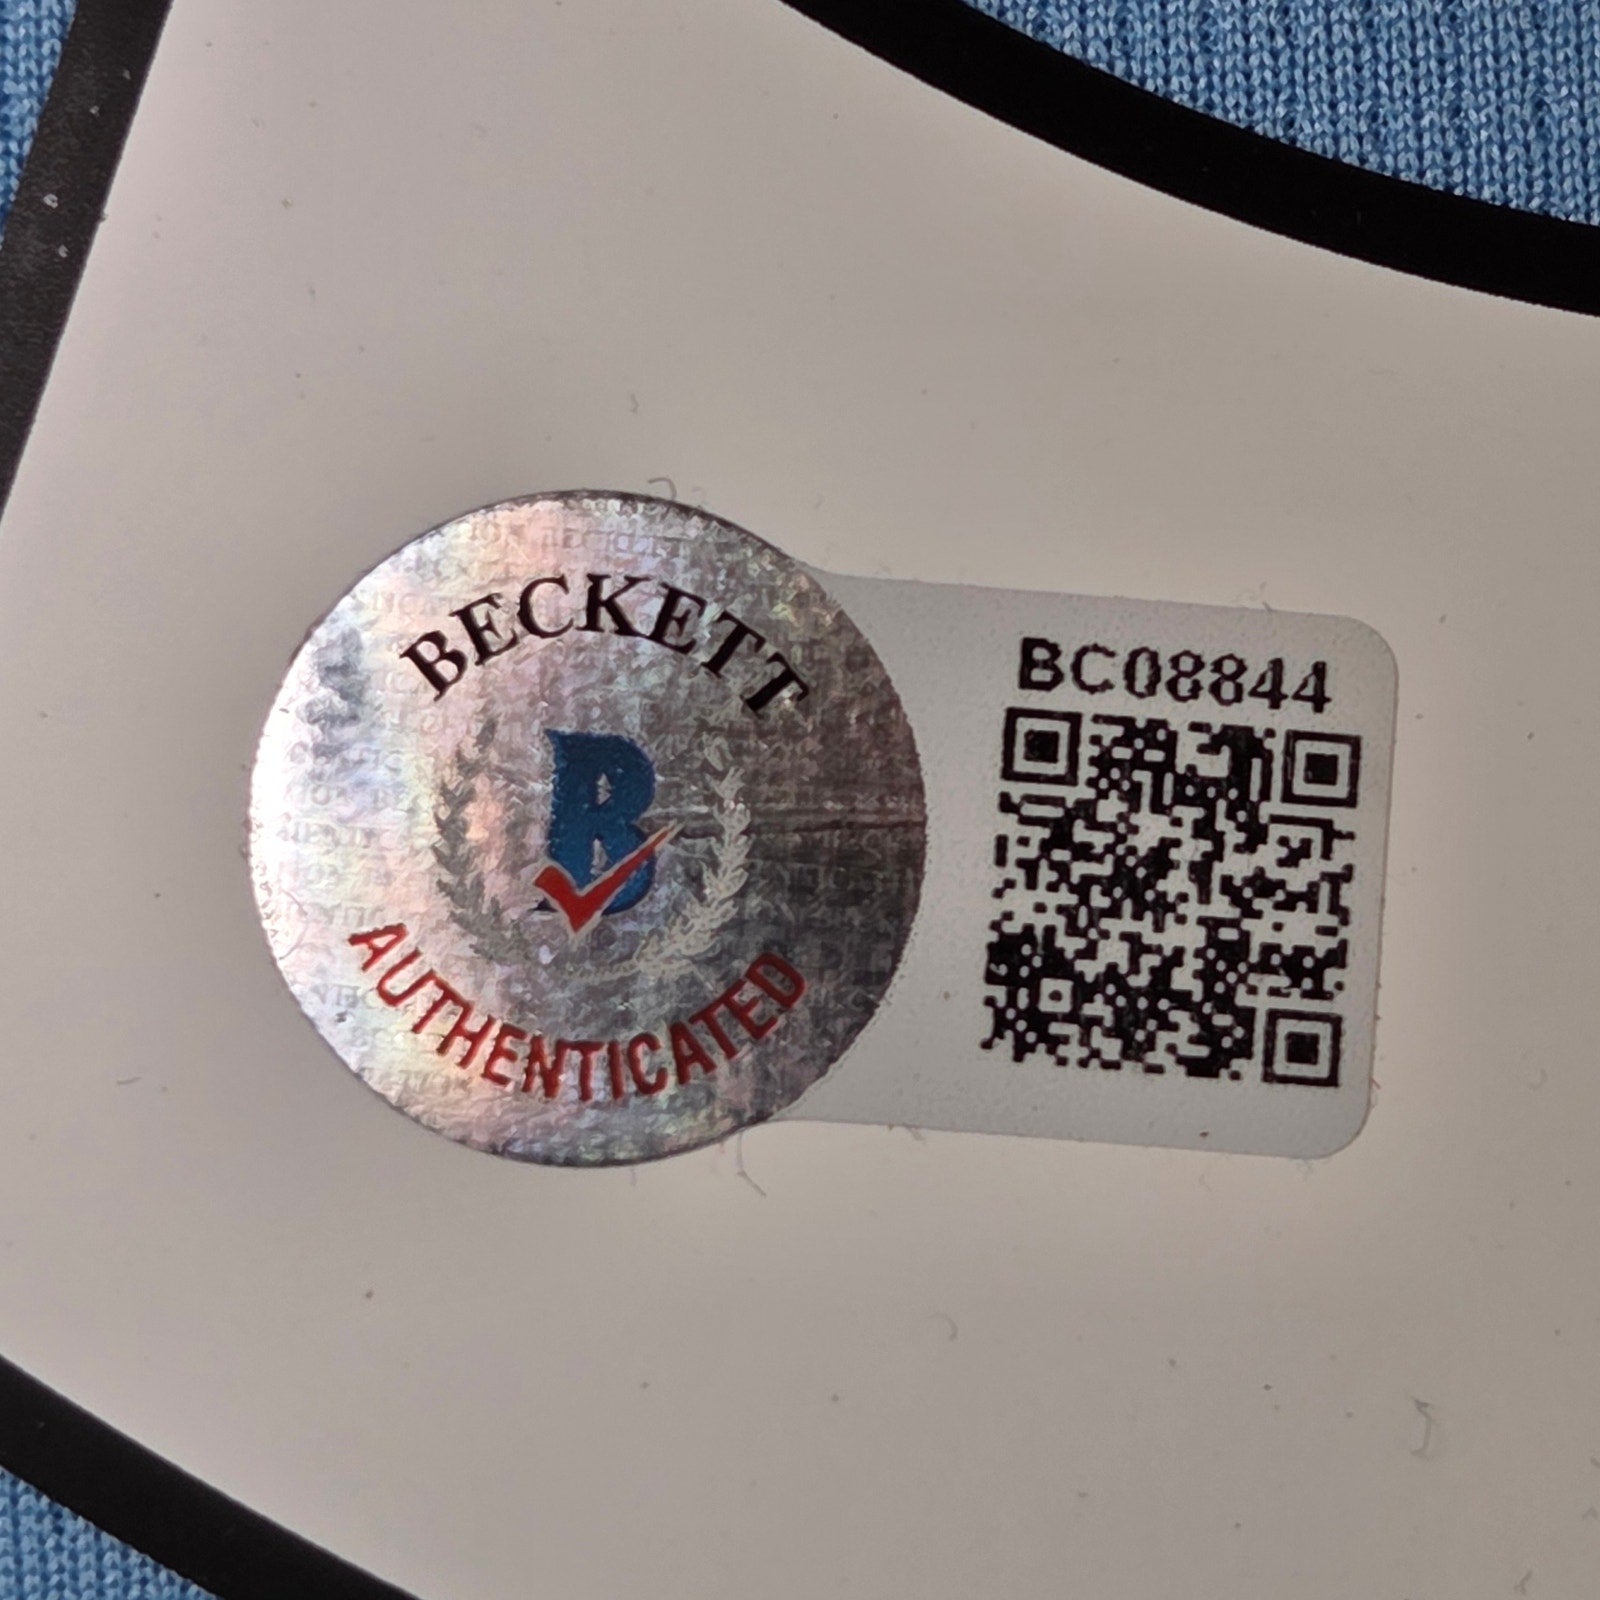 BECKETT
B
AUTHENTICATED
BC08844